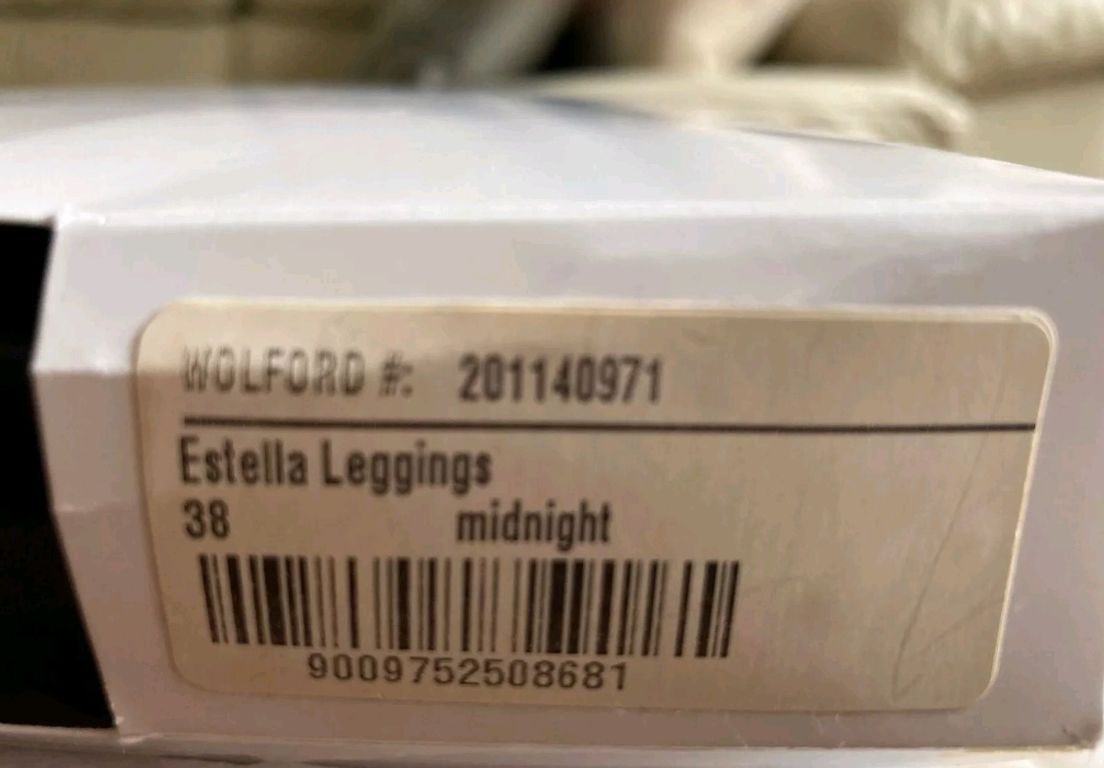 WOLFORD #: 201140971
Estella Leggings
38 midnight
9009752508681